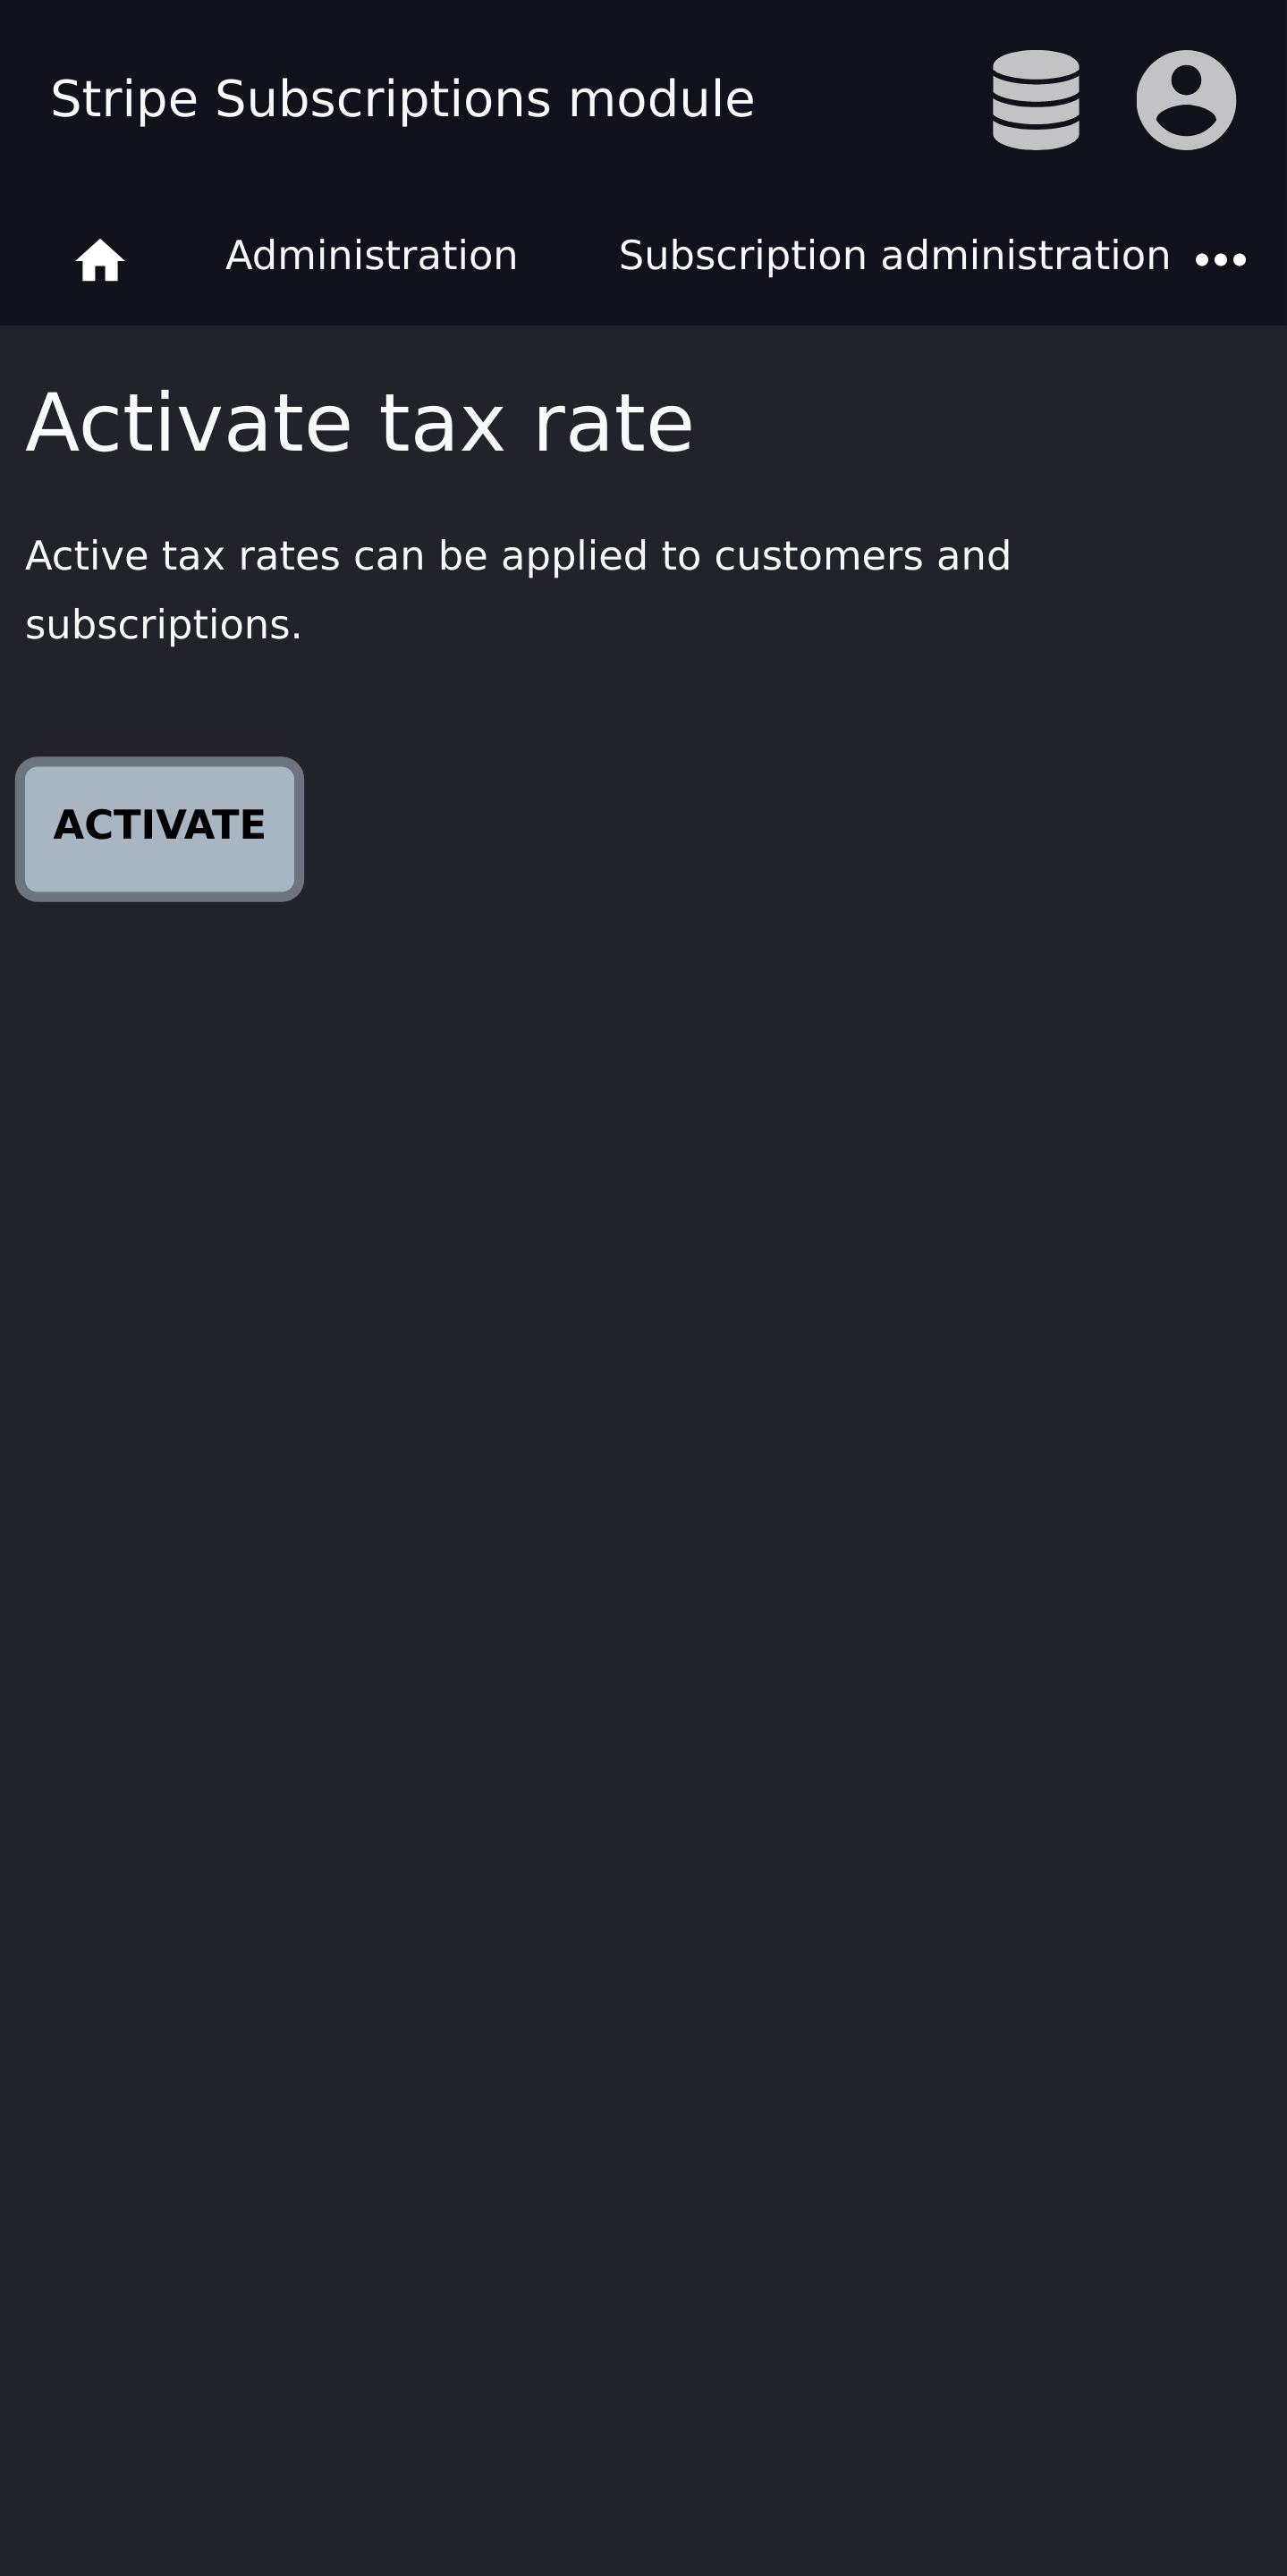 Stripe Subscriptions module
Administration Subscription administration
Activate tax rate
Active tax rates can be applied to customers and
subscriptions.
ACTIVATE